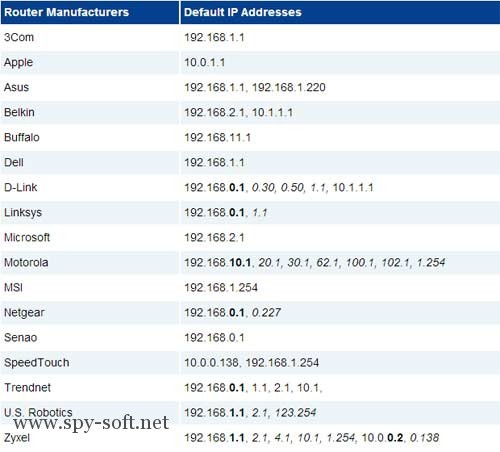 Router Manufacturers Default IP Addresses
3Com 192.168.1.1
Apple 10.0.1.1
Asus 192.168.1.1, 192.168.1.220
Belkin 192.168.2.1, 10.1.1.1
Buffalo 192.168.11.1
Dell 192.168.1.1
D-Link 192.168.0.1, 0.30, 0.50, 1.1, 10.1.1.1
Linksys 192.168.0.1, 1.1
Microsoft 192.168.2.1
Motorola 192.168.10.1, 20.1, 30.1, 62.1, 100.1, 102.1, 1.254
MSI 192.168.1.254
Netgear 192.168.0.1, 0.227
Senao 192.168.0.1
SpeedTouch 10.0.0.138, 192.168.1.254
Trendnet 192.168.0.1, 1.1, 2.1, 10.1,
U.S. Robotics 192.168.1.1, 2.1, 123.254
www.spy-soft.net
Zyxel 192.168.1.1, 2.1, 4.1, 10.1, 1.254, 10.0.0.2, 0.138